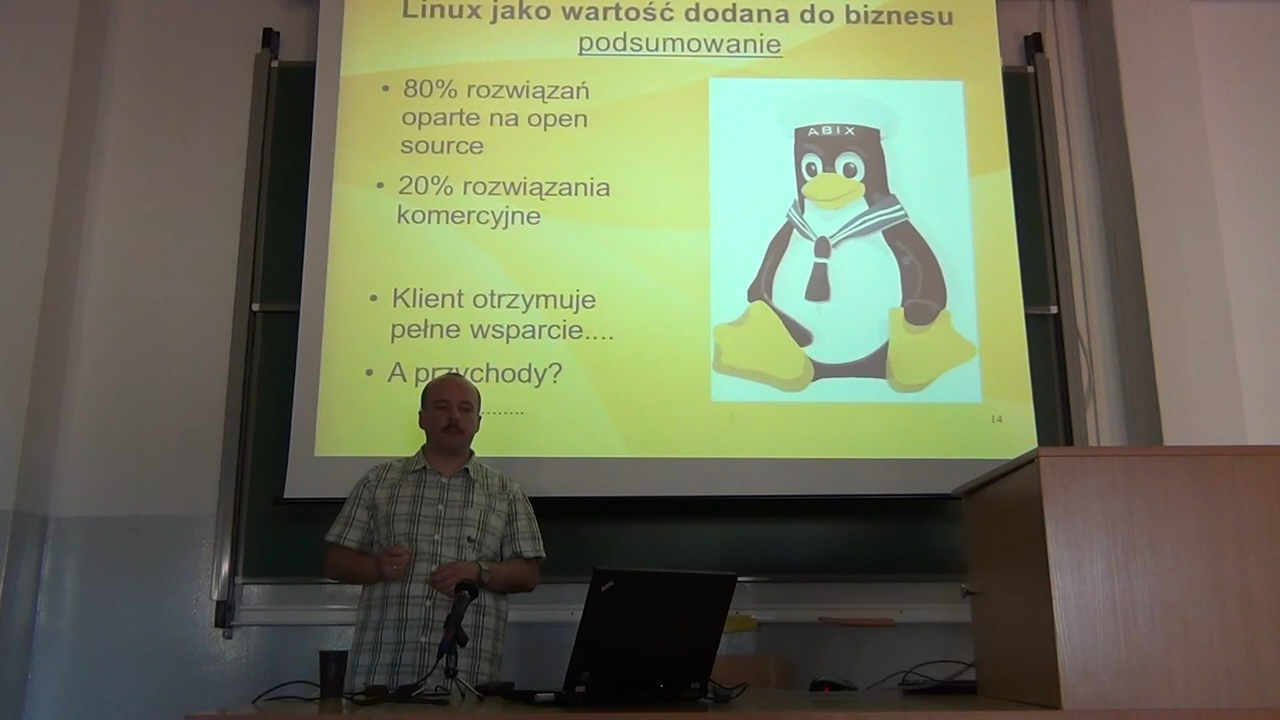 Linux jako wartość dodana do biznesu
podsumowanie
• 80% rozwiązań
oparte na open
source
• 20% rozwiązania
komercyjne
• Klient otrzymuje
pełne wsparcie....
• A przychody?
........
ABIX
14